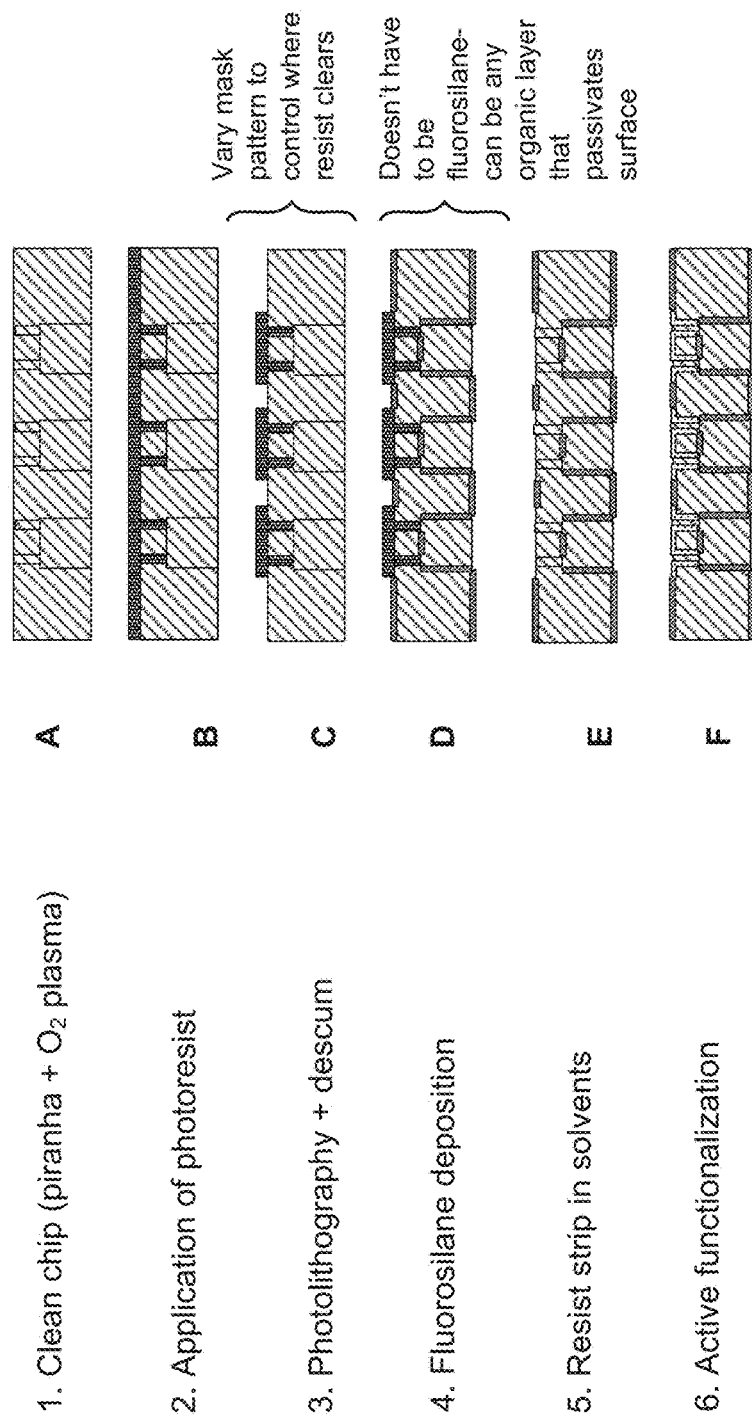 1. Clean chip (piranha + O₂ plasma)
A
2. Application of photoresist
B
3. Photolithography + descum
C
Vary mask
pattern to
control where
resist clears
4. Fluorosilane deposition
D
Doesn't have
to be
fluorosilane-
can be any
organic layer
that
passivates
surface
5. Resist strip in solvents
E
6. Active functionalization
F